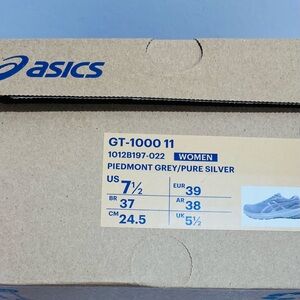 asics
GT-1000 11
1012B197-022 WOMEN
PIEDMONT GREY/PURE SILVER
US 7½ EUR 39
BR 37 AR 38
CM 24.5 UK 5½